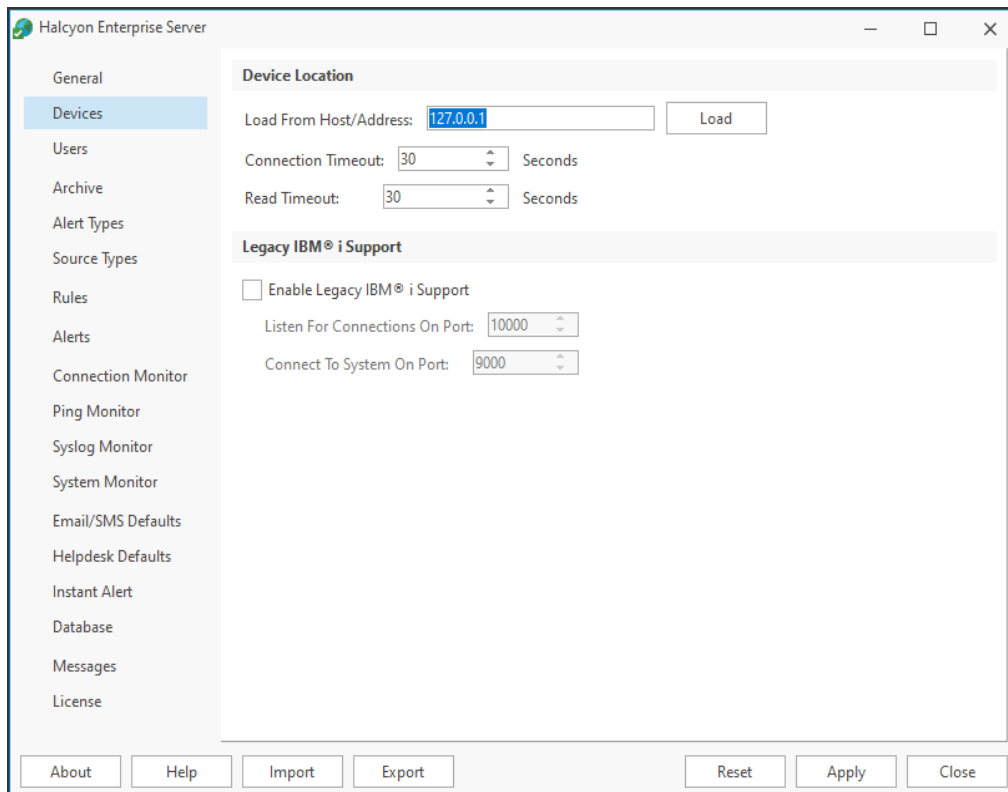 Halcyon Enterprise Server
General
Devices
Users
Archive
Alert Types
Source Types
Rules
Alerts
Connection Monitor
Ping Monitor
Syslog Monitor
System Monitor
Email/SMS Defaults
Helpdesk Defaults
Instant Alert
Database
Messages
License
Device Location
Load From Host/Address: 127.0.0.1 Load
Connection Timeout: 30 Seconds
Read Timeout: 30 Seconds
Legacy IBM® i Support
Enable Legacy IBM® i Support
Listen For Connections On Port: 10000
Connect To System On Port: 9000
About Help Import Export Reset Apply Close